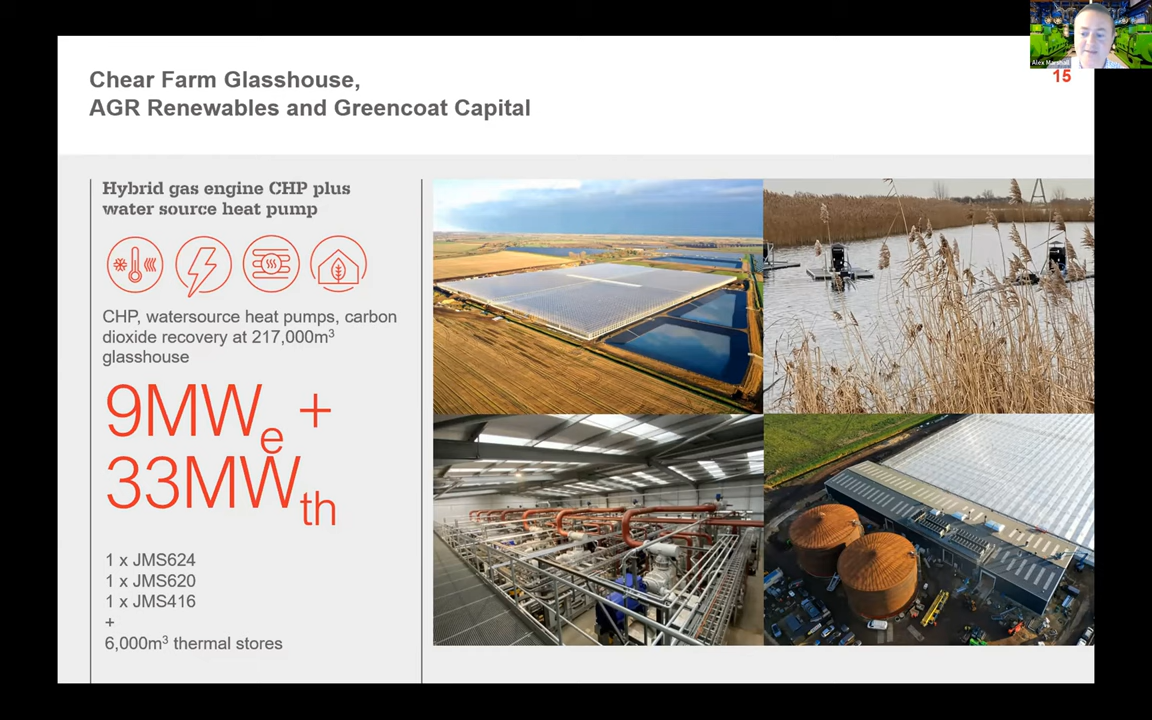 Alex Marshall
15
Chear Farm Glasshouse,
AGR Renewables and Greencoat Capital
Hybrid gas engine CHP plus
water source heat pump
CHP, watersource heat pumps, carbon
dioxide recovery at 217,000m³
glasshouse
9MWe +
33MWth
1 x JMS624
1 x JMS620
1 x JMS416
+
6,000m³ thermal stores